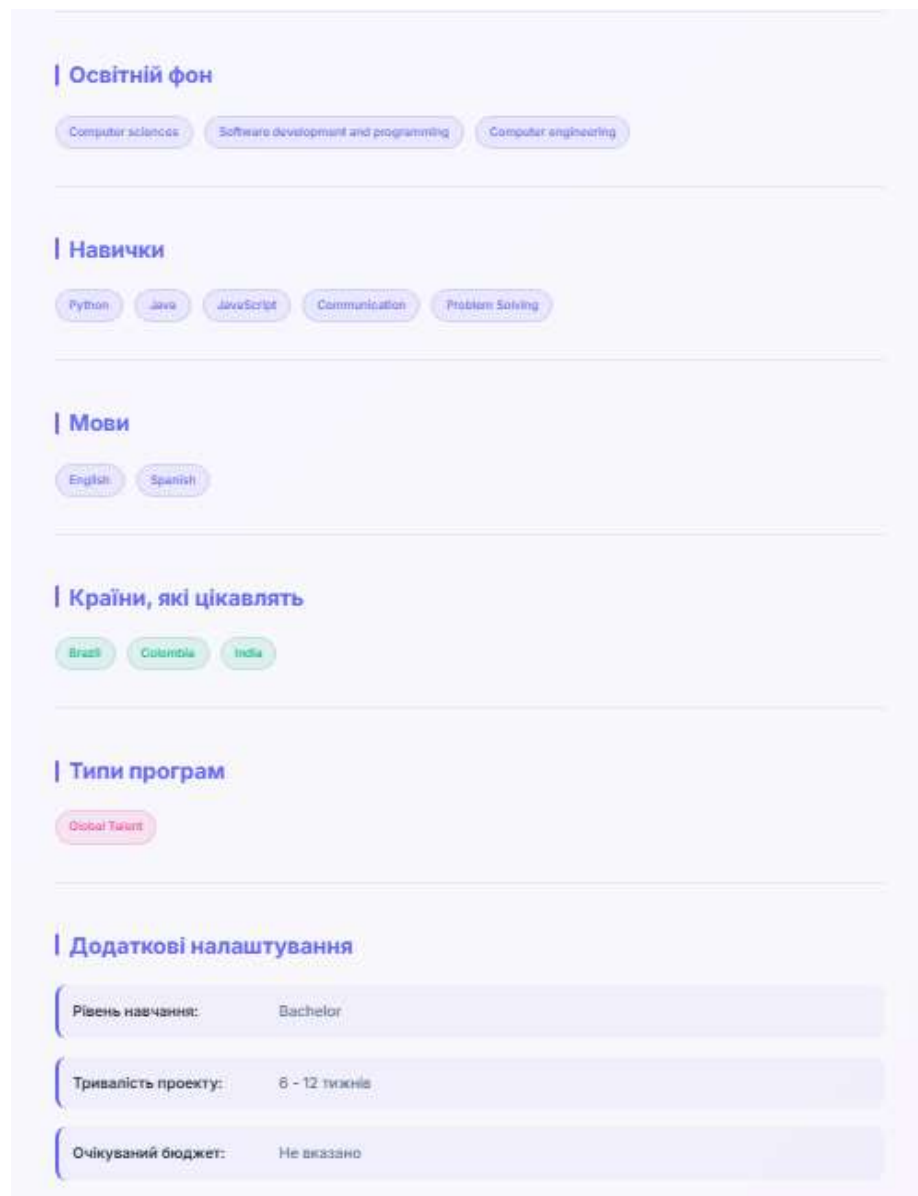 Освітній фон
Computer sciences Software development and programming Computer engineering
Навички
Python Java JavaScript Communication Problem Solving
Мови
English Spanish
Країни, які цікавлять
Brazil Colombia India
Типи програм
Global Talent
Додаткові налаштування
Рівень навчання: Bachelor
Тривалість проекту: 6 - 12 тижнів
Очікуваний бюджет: Не вказано